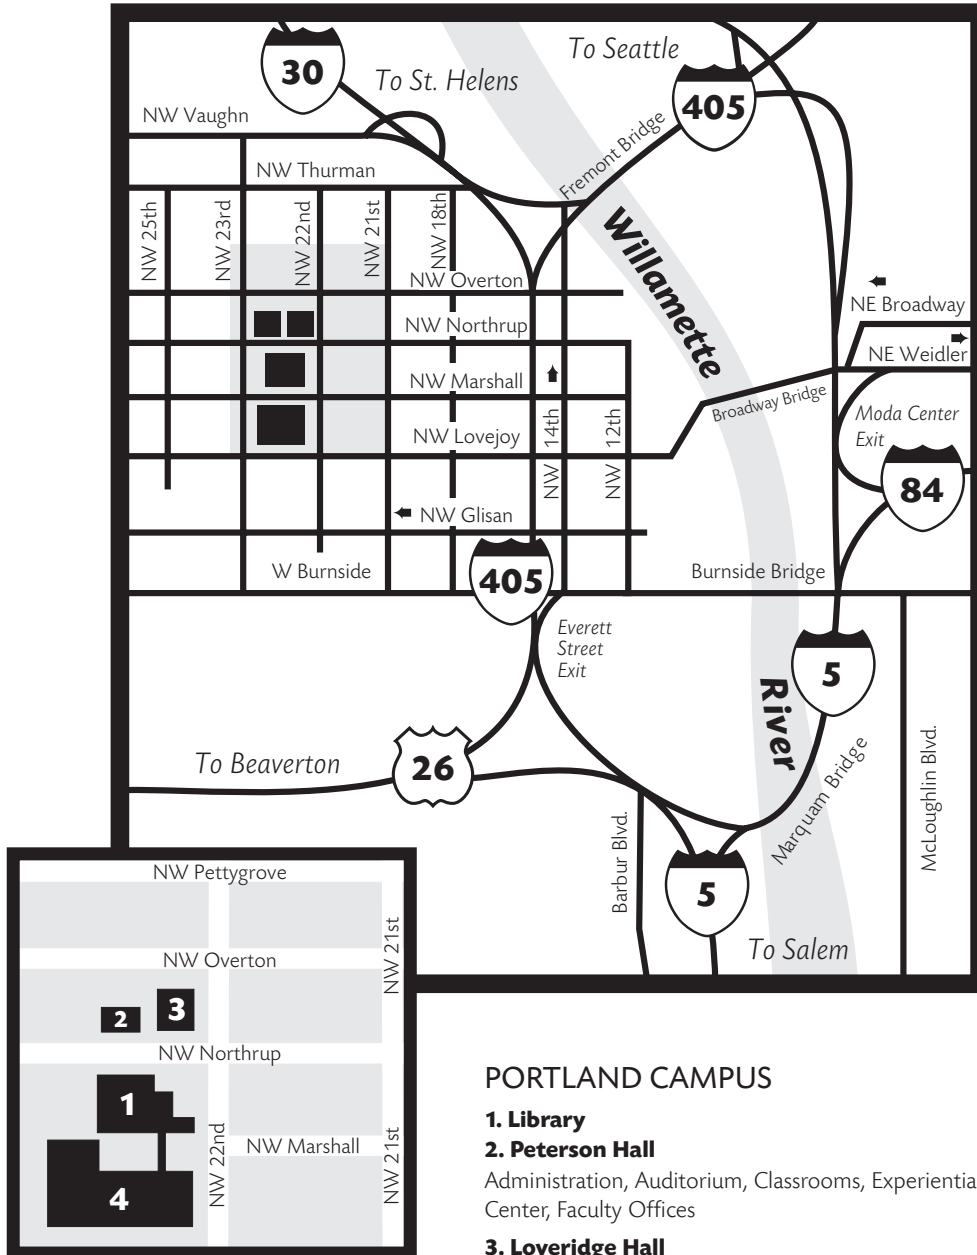 To Seattle
30
To St. Helens
405
NW Vaughn
Fremont Bridge
NW Thurman
NW 25th
NW 23rd
NW 22nd
NW 21st
NW 18th
Willamette
NW Overton
NE Broadway
NW Northrup
NE Weidler
NW Marshall
Broadway Bridge
Moda Center
Exit
NW 14th
NW 12th
NW Lovejoy
84
NW Glisan
W Burnside
405
Burnside Bridge
Everett
Street
Exit
5
River
To Beaverton
26
Marquam Bridge
McLoughlin Blvd.
Barbur Blvd.
5
To Salem
NW Pettygrove
NW 21st
NW Overton
2
3
NW Northrup
1
NW 22nd
NW Marshall
NW 21st
4
PORTLAND CAMPUS
1. Library
2. Peterson Hall
Administration, Auditorium, Classrooms, Experientia
Center, Faculty Offices
3. Loveridge Hall